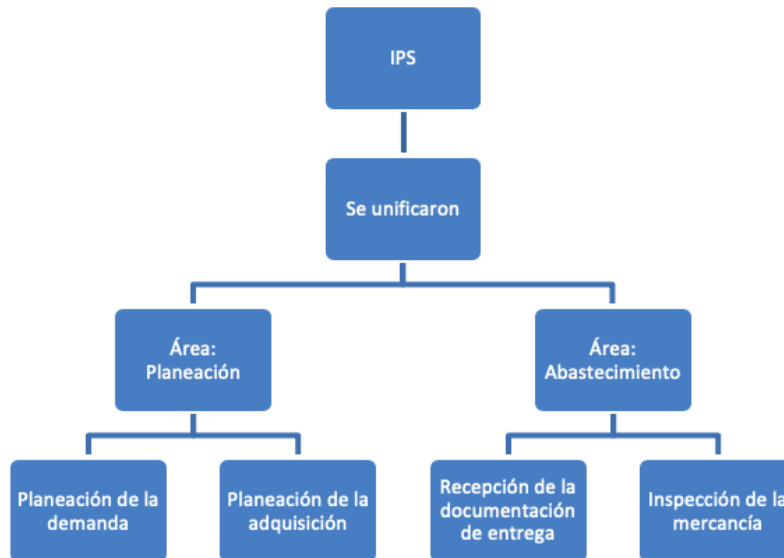 IPS
Se unificaron
Área:
Planeación
Área:
Abastecimiento
Planeación de la
demanda
Planeación de la
adquisición
Recepción de la
documentación
de entrega
Inspección de la
mercancía